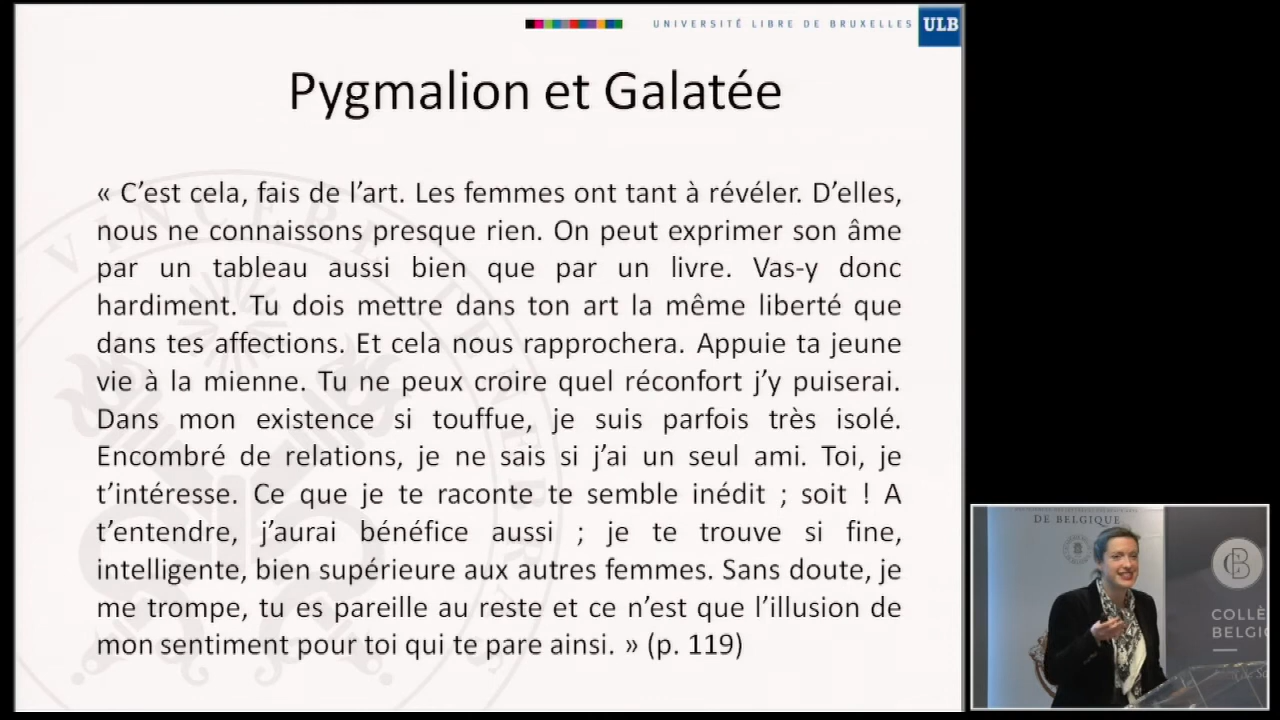 UNIVERSITÉ LIBRE DE BRUXELLES ULB
Pygmalion et Galatée
« C’est cela, fais de l’art. Les femmes ont tant à révéler. D’elles,
nous ne connaissons presque rien. On peut exprimer son âme
par un tableau aussi bien que par un livre. Vas-y donc
hardiment. Tu dois mettre dans ton art la même liberté que
dans tes affections. Et cela nous rapprochera. Appuie ta jeune
vie à la mienne. Tu ne peux croire quel réconfort j’y puiserai.
Dans mon existence si touffue, je suis parfois très isolé.
Encombré de relations, je ne sais si j’ai un seul ami. Toi, je
t’intéresse. Ce que je te raconte te semble inédit ; soit ! A
t’entendre, j’aurai bénéfice aussi ; je te trouve si fine,
intelligente, bien supérieure aux autres femmes. Sans doute, je
me trompe, tu es pareille au reste et ce n’est que l’illusion de
mon sentiment pour toi qui te pare ainsi. » (p. 119)
DE BELGIQUE
CB
COLLÈ
BELGI